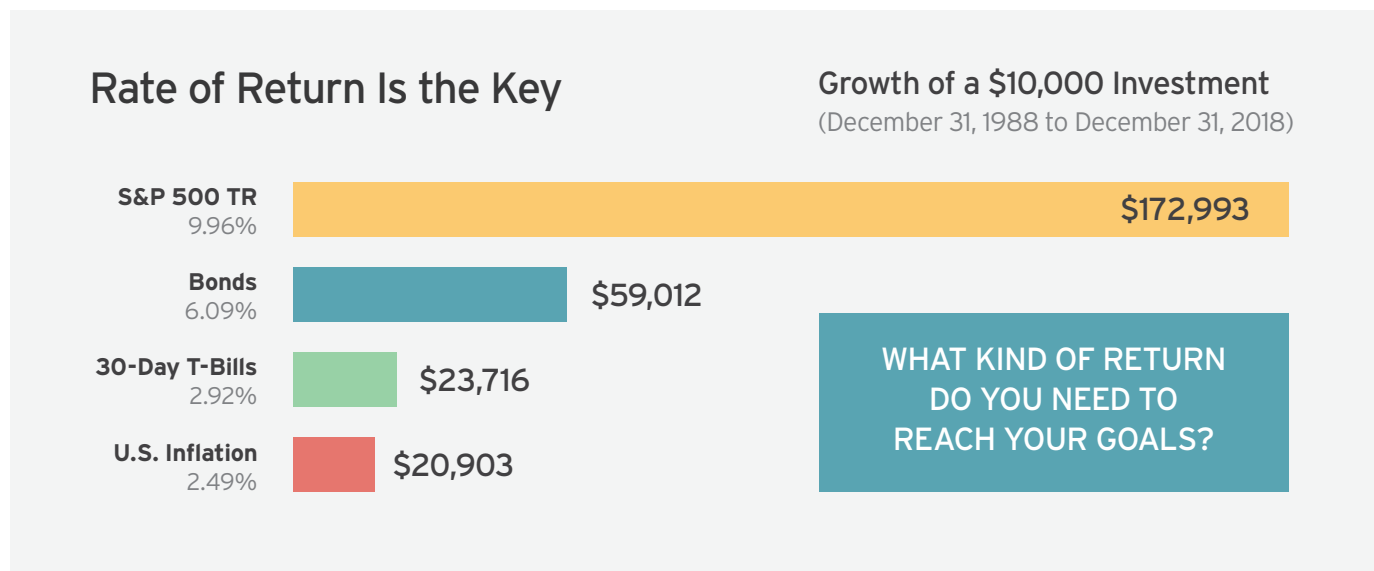 Rate of Return Is the Key
Growth of a $10,000 Investment
(December 31, 1988 to December 31, 2018)
S&P 500 TR
9.96%
$172,993
Bonds
6.09%
$59,012
30-Day T-Bills
2.92%
$23,716
U.S. Inflation
2.49%
$20,903
WHAT KIND OF RETURN
DO YOU NEED TO
REACH YOUR GOALS?